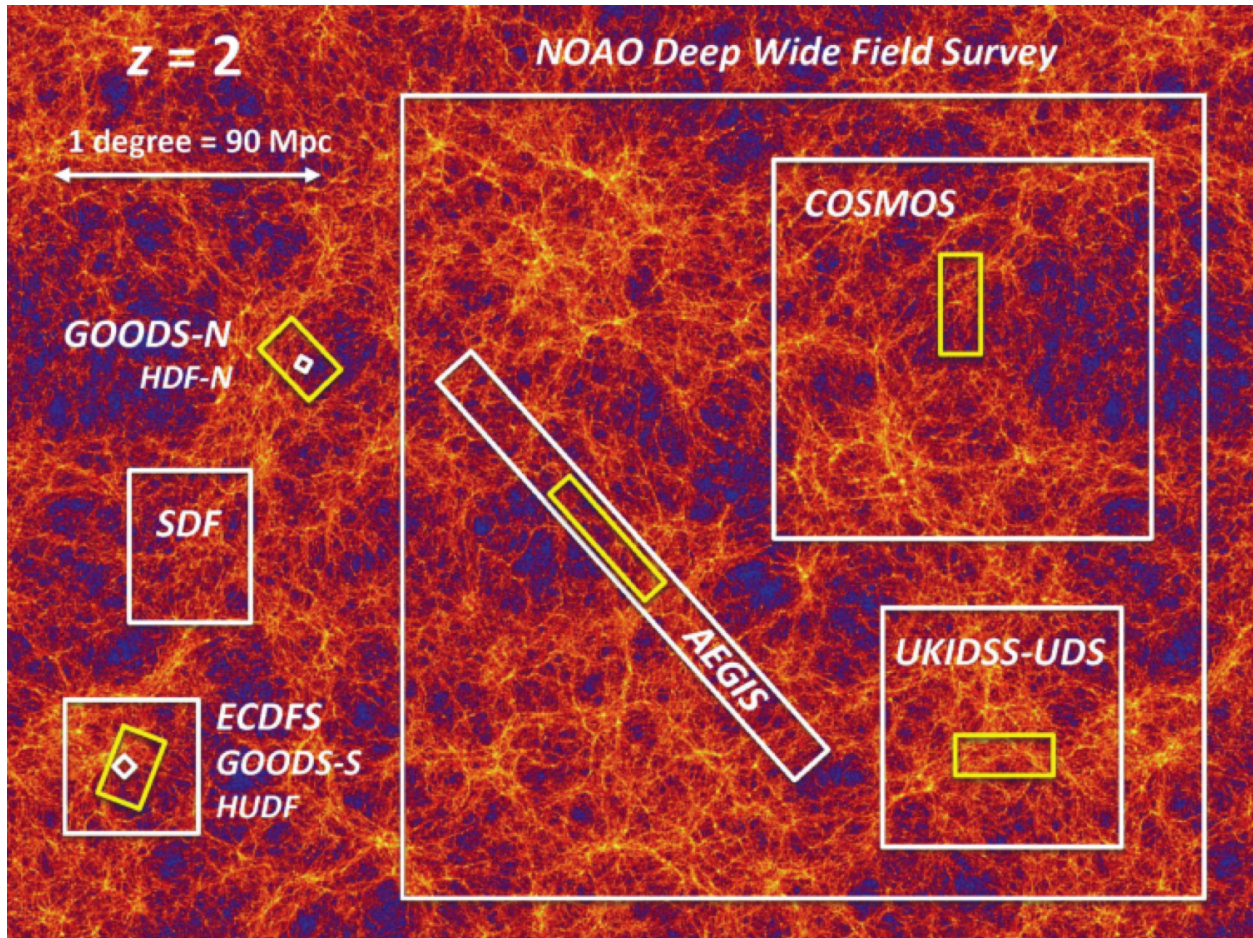 z = 2
NOAO Deep Wide Field Survey
1 degree = 90 Mpc
COSMOS
GOODS-N
HDF-N
SDF
AEGIS
UKIDSS-UDS
ECDFS
GOODS-S
HUDF